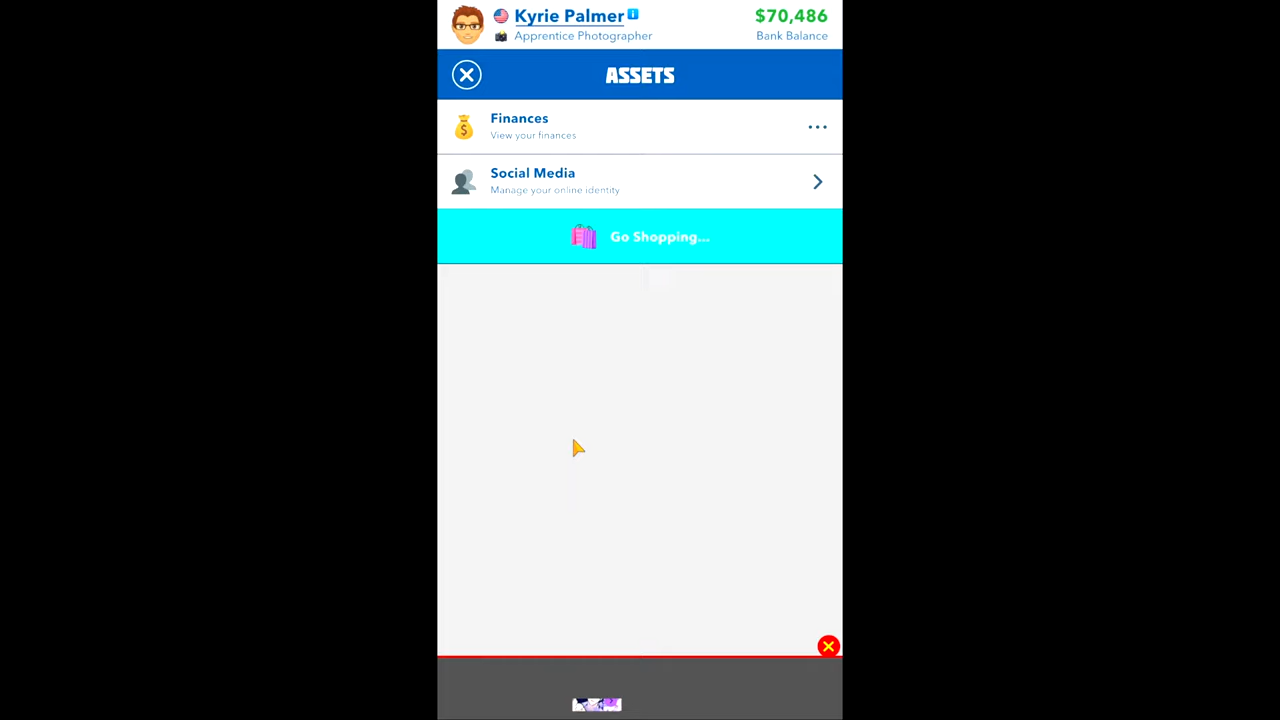 Kyrie Palmer
$70,486
Apprentice Photographer
Bank Balance
ASSETS
Finances
View your finances
Social Media
Manage your online identity
Go Shopping...